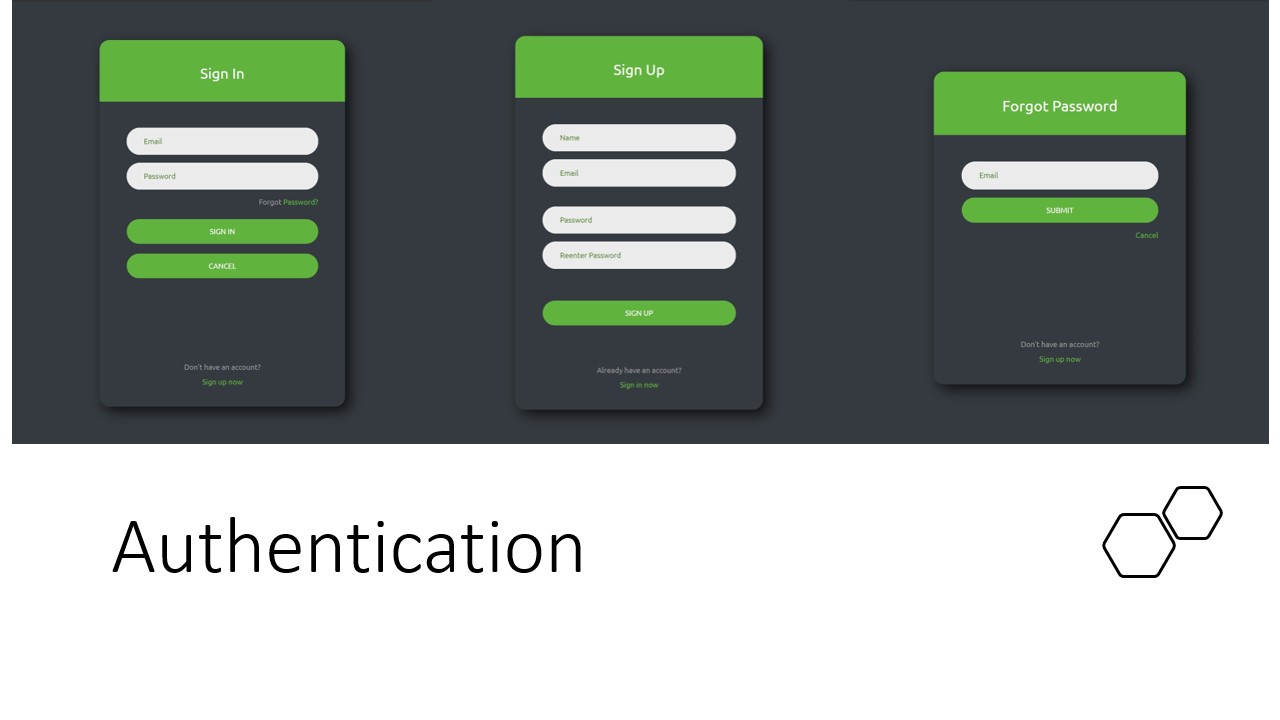 Sign In
Email
Password
Forgot Password?
SIGN IN
CANCEL
Don't have an account?
Sign up now
Sign Up
Name
Email
Password
Reenter Password
SIGN UP
Already have an account?
Sign in now
Forgot Password
Email
SUBMIT
Cancel
Don't have an account?
Sign up now
Authentication